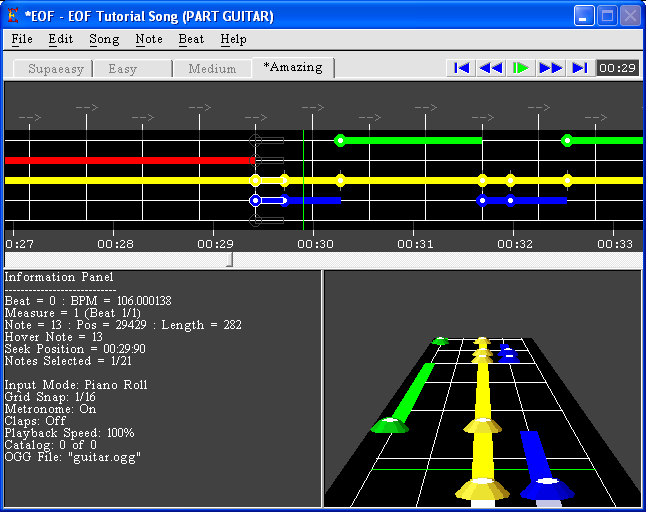 *EOF - EOF Tutorial Song (PART GUITAR)
File Edit Song Note Beat Help
Supaeasy Easy Medium *Amazing 00:29
--> --> --> --> --> --> --> --> --> --> --> --> -->
00:27 00:28 00:29 00:30 00:31 00:32 00:33
Information Panel
----------------------------
Beat = 0 : BPM = 106.000138
Measure = 1 (Beat 1/1)
Note = 13 : Pos = 29429 : Length = 282
Hover Note = 13
Seek Position = 00:29:90
Notes Selected = 1/21
Input Mode: Piano Roll
Grid Snap: 1/16
Metronome: On
Claps: Off
Playback Speed: 100%
Catalog: 0 of 0
OGG File: "guitar.ogg"